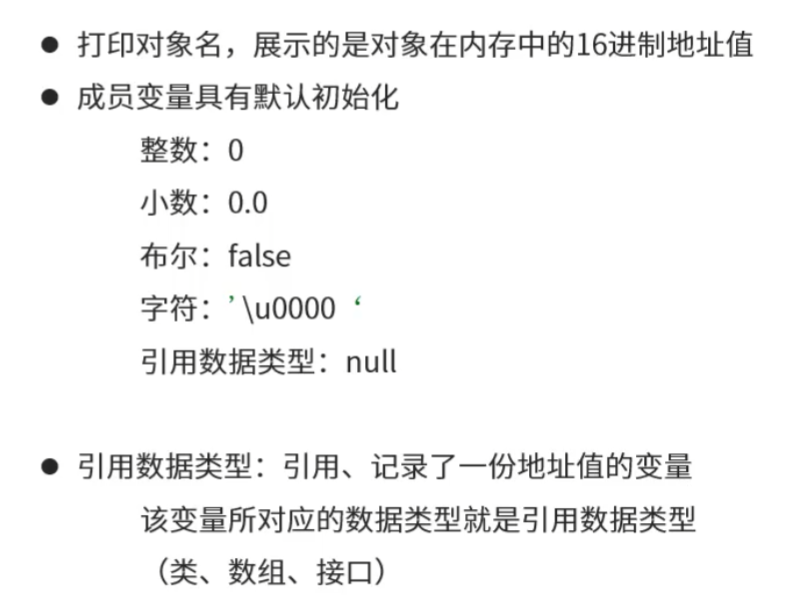 ● 打印对象名，展示的是对象在内存中的16进制地址值
● 成员变量具有默认初始化
整数：0
小数：0.0
布尔：false
字符：’\u0000 ‘
引用数据类型：null
● 引用数据类型：引用、记录了一份地址值的变量
该变量所对应的数据类型就是引用数据类型
（类、数组、接口）